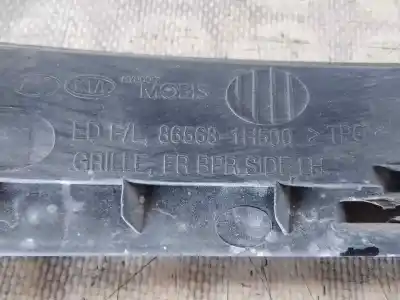 KIA MOBIS
ED F/L, 86568-1H500 >TPO<
GRILLE, FR BPR SIDE LH